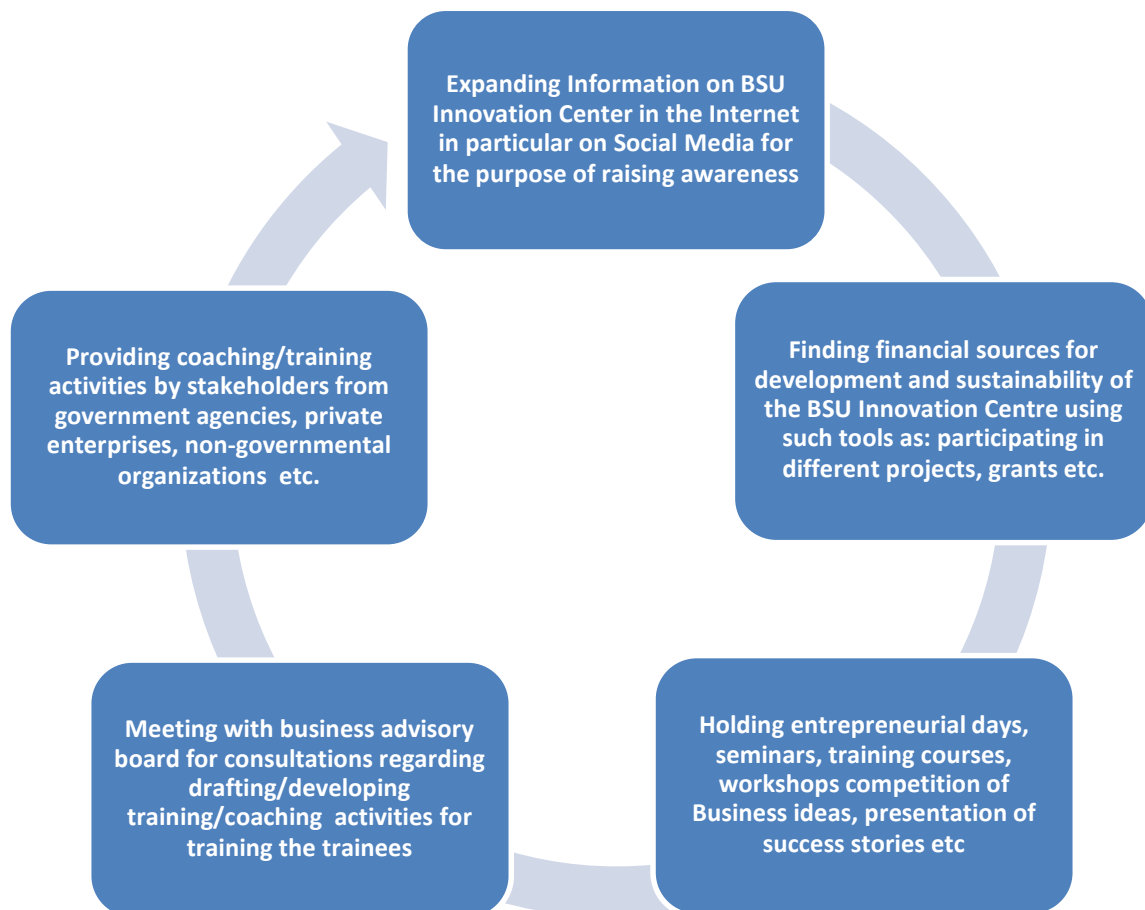 Expanding Information on BSU
Innovation Center in the Internet
in particular on Social Media for
the purpose of raising awareness
Finding financial sources for
development and sustainability of
the BSU Innovation Centre using
such tools as: participating in
different projects, grants etc.
Holding entrepreneurial days,
seminars, training courses,
workshops competition of
Business ideas, presentation of
success stories etc
Meeting with business advisory
board for consultations regarding
drafting/developing
training/coaching activities for
training the trainees
Providing coaching/training
activities by stakeholders from
government agencies, private
enterprises, non-governmental
organizations etc.